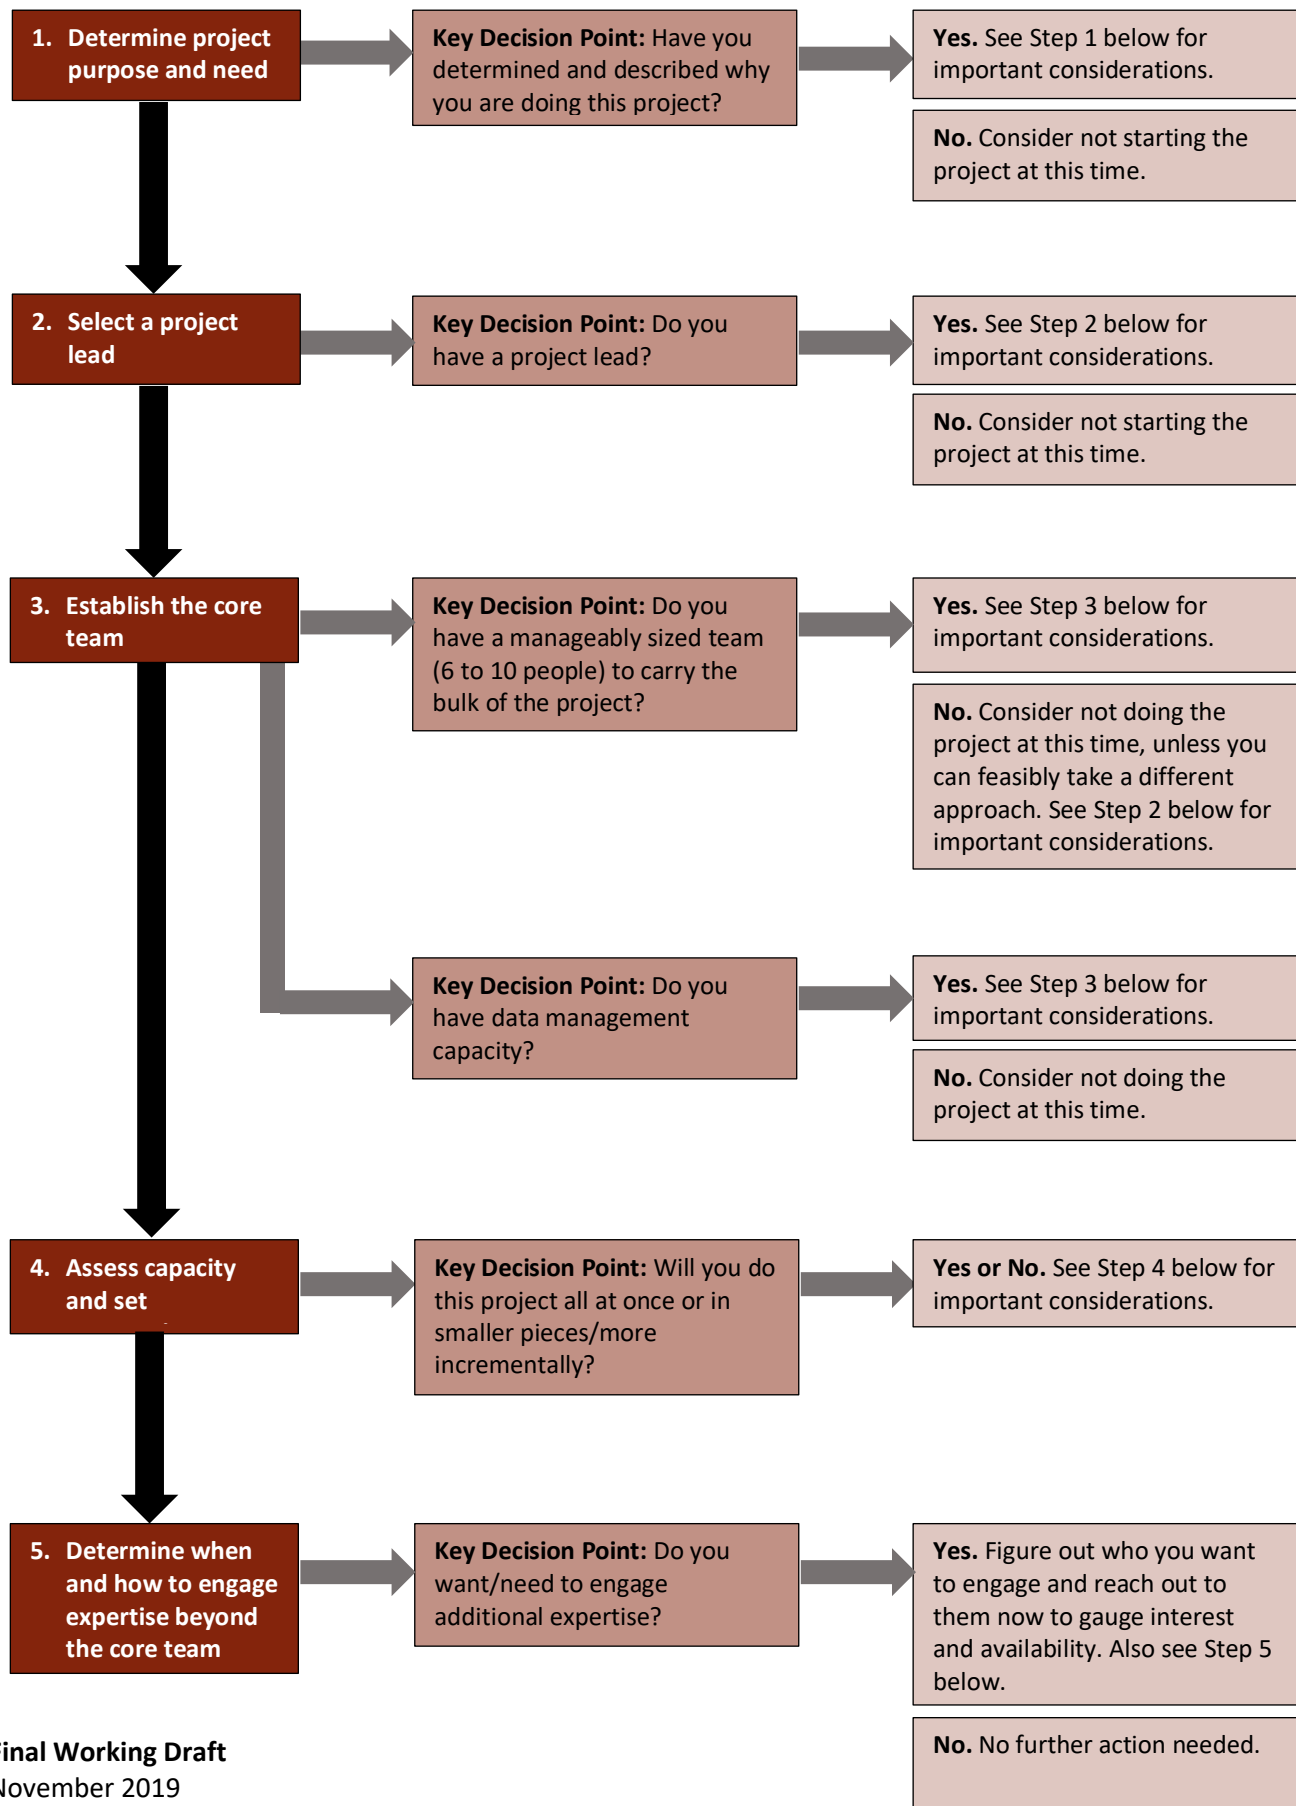 1. Determine project
purpose and need
Key Decision Point: Have you
determined and described why
you are doing this project?
Yes. See Step 1 below for
important considerations.
No. Consider not starting the
project at this time.
2. Select a project
lead
Key Decision Point: Do you
have a project lead?
Yes. See Step 2 below for
important considerations.
No. Consider not starting the
project at this time.
3. Establish the core
team
Key Decision Point: Do you
have a manageably sized team
(6 to 10 people) to carry the
bulk of the project?
Yes. See Step 3 below for
important considerations.
No. Consider not doing the
project at this time, unless you
can feasibly take a different
approach. See Step 2 below for
important considerations.
Key Decision Point: Do you
have data management
capacity?
Yes. See Step 3 below for
important considerations.
No. Consider not doing the
project at this time.
4. Assess capacity
and set
Key Decision Point: Will you do
this project all at once or in
smaller pieces/more
incrementally?
Yes or No. See Step 4 below for
important considerations.
5. Determine when
and how to engage
expertise beyond
the core team
Key Decision Point: Do you
want/need to engage
additional expertise?
Yes. Figure out who you want
to engage and reach out to
them now to gauge interest
and availability. Also see Step 5
below.
No. No further action needed.
Final Working Draft
November 2019